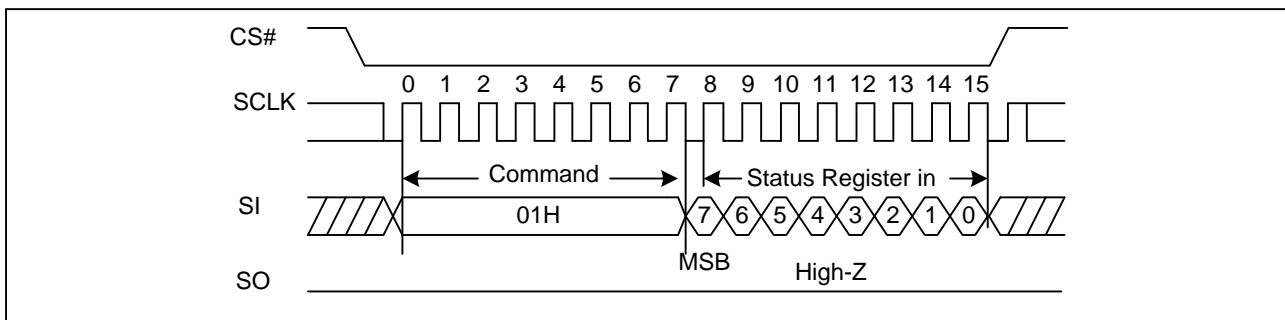 CS#
0 1 2 3 4 5 6 7 8 9 10 11 12 13 14 15
SCLK
Command Status Register in
SI 01H 7 6 5 4 3 2 1 0
MSB High-Z
SO